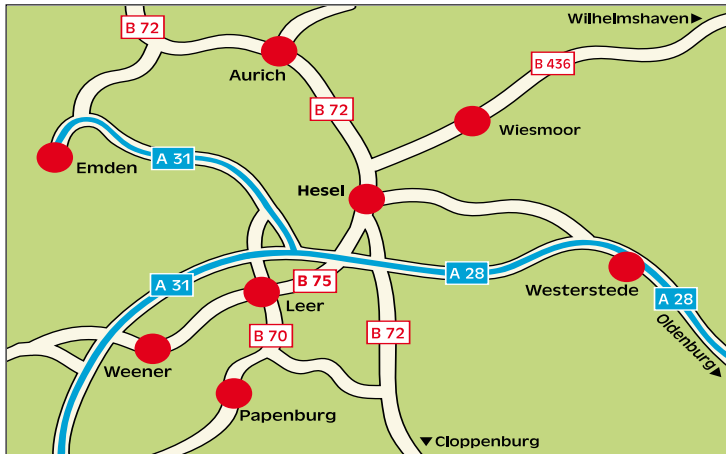 Wilhelmshaven
B 72
Aurich
B 436
B 72
Wiesmoor
Emden
A 31
Hesel
A 31
B 75
A 28
Westerstede
A 28
Leer
Oldenburg
B 70
B 72
Weener
Papenburg
Cloppenburg